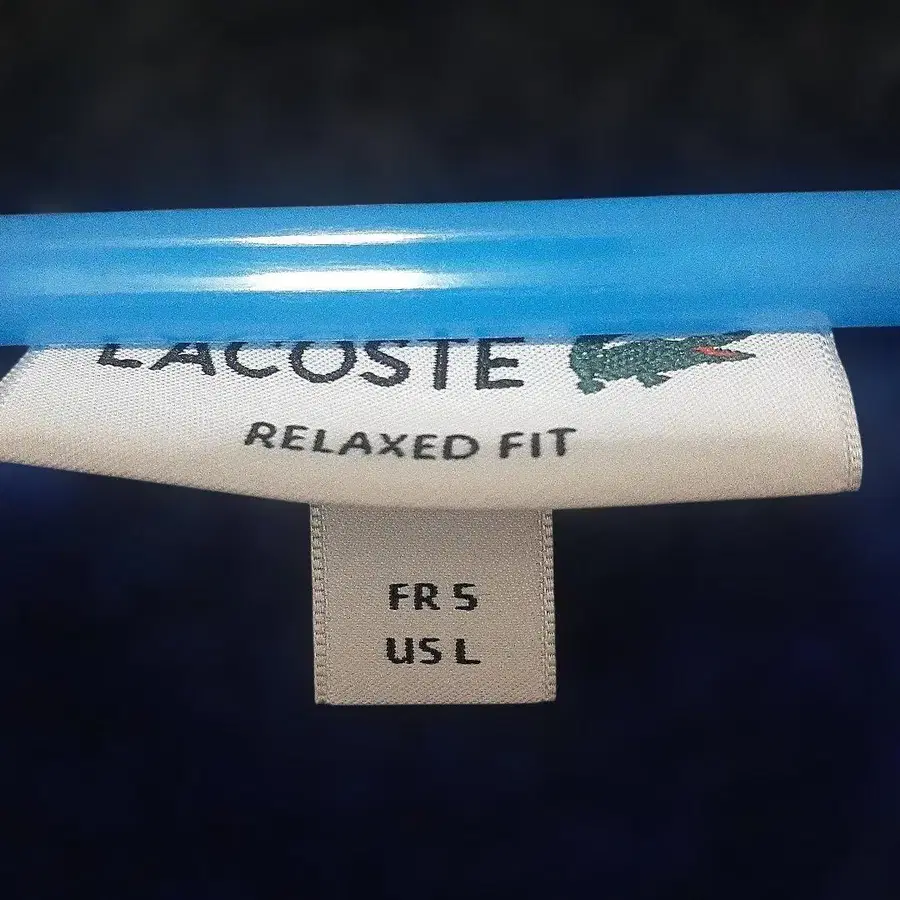 LACOSTE
RELAXED FIT
FR 5
US L